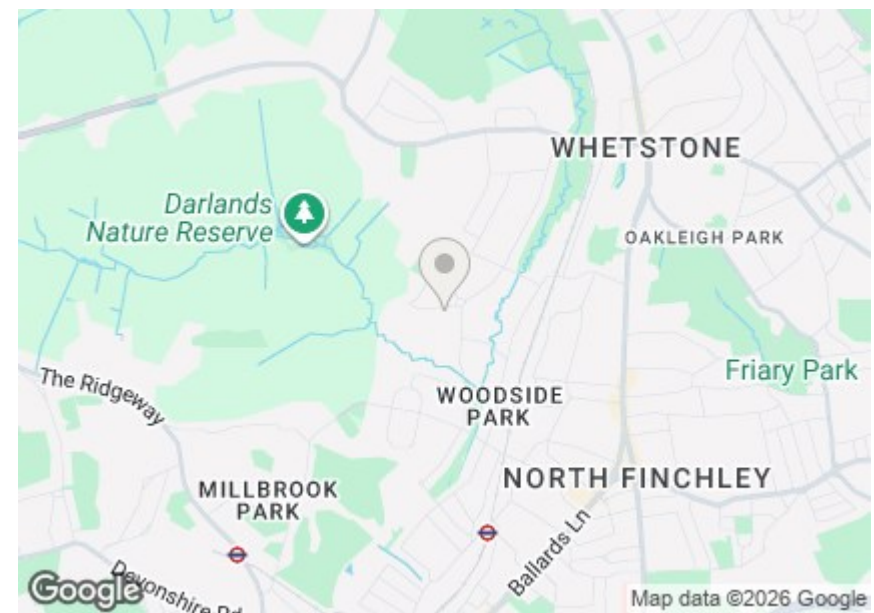 WHETSTONE
Darlands
Nature Reserve
OAKLEIGH PARK
Friary Park
The Ridgeway
WOODSIDE
PARK
NORTH FINCHLEY
MILLBROOK
PARK
Ballards Ln
Devonshire Rd
Google
Map data ©2026 Google